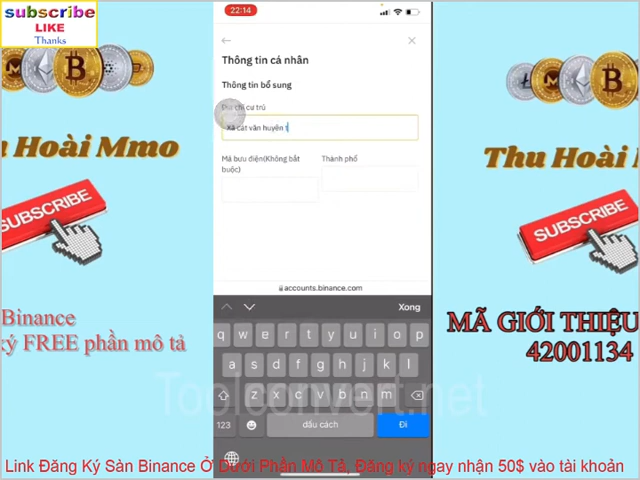 subscribe
LIKE
Thanks
22:14
Thông tin cá nhân
Thông tin bổ sung
Địa chỉ cư trú
Xã cát vân huyện t
Mã bưu điện(Không bắt buộc)
Thành phố
u Hoài Mmo
Thu Hoài
SUBSCRIBE
SUBSCRIBE
Binance
ký FREE phần mô tả
MÃ GIỚI THIỆU
42001134
accounts.binance.com
Xong
q w e r t y u i o p
a s d f g h j k l
z x c v b n m
123
dấu cách
Đi
Toolconvert.net
Link Đăng Ký Sàn Binance Ở Dưới Phần Mô Tả, Đăng ký ngay nhận 50$ vào tài khoản